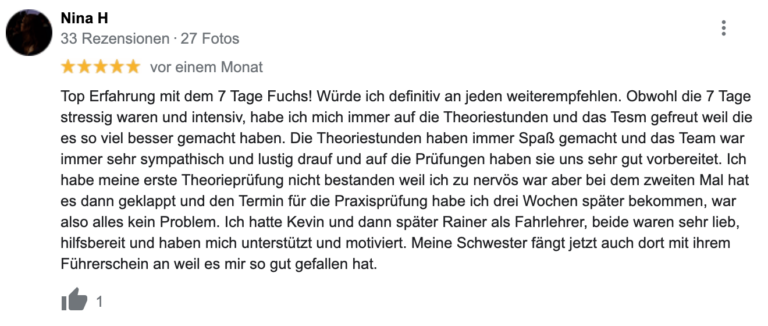 Nina H
33 Rezensionen · 27 Fotos
vor einem Monat
Top Erfahrung mit dem 7 Tage Fuchs! Würde ich definitiv an jeden weiterempfehlen. Obwohl die 7 Tage
stressig waren und intensiv, habe ich mich immer auf die Theoriestunden und das Tesm gefreut weil die
es so viel besser gemacht haben. Die Theoriestunden haben immer Spaß gemacht und das Team war
immer sehr sympathisch und lustig drauf und auf die Prüfungen haben sie uns sehr gut vorbereitet. Ich
habe meine erste Theorieprüfung nicht bestanden weil ich zu nervös war aber bei dem zweiten Mal hat
es dann geklappt und den Termin für die Praxisprüfung habe ich drei Wochen später bekommen, war
also alles kein Problem. Ich hatte Kevin und dann später Rainer als Fahrlehrer, beide waren sehr lieb,
hilfsbereit und haben mich unterstützt und motiviert. Meine Schwester fängt jetzt auch dort mit ihrem
Führerschein an weil es mir so gut gefallen hat.
1